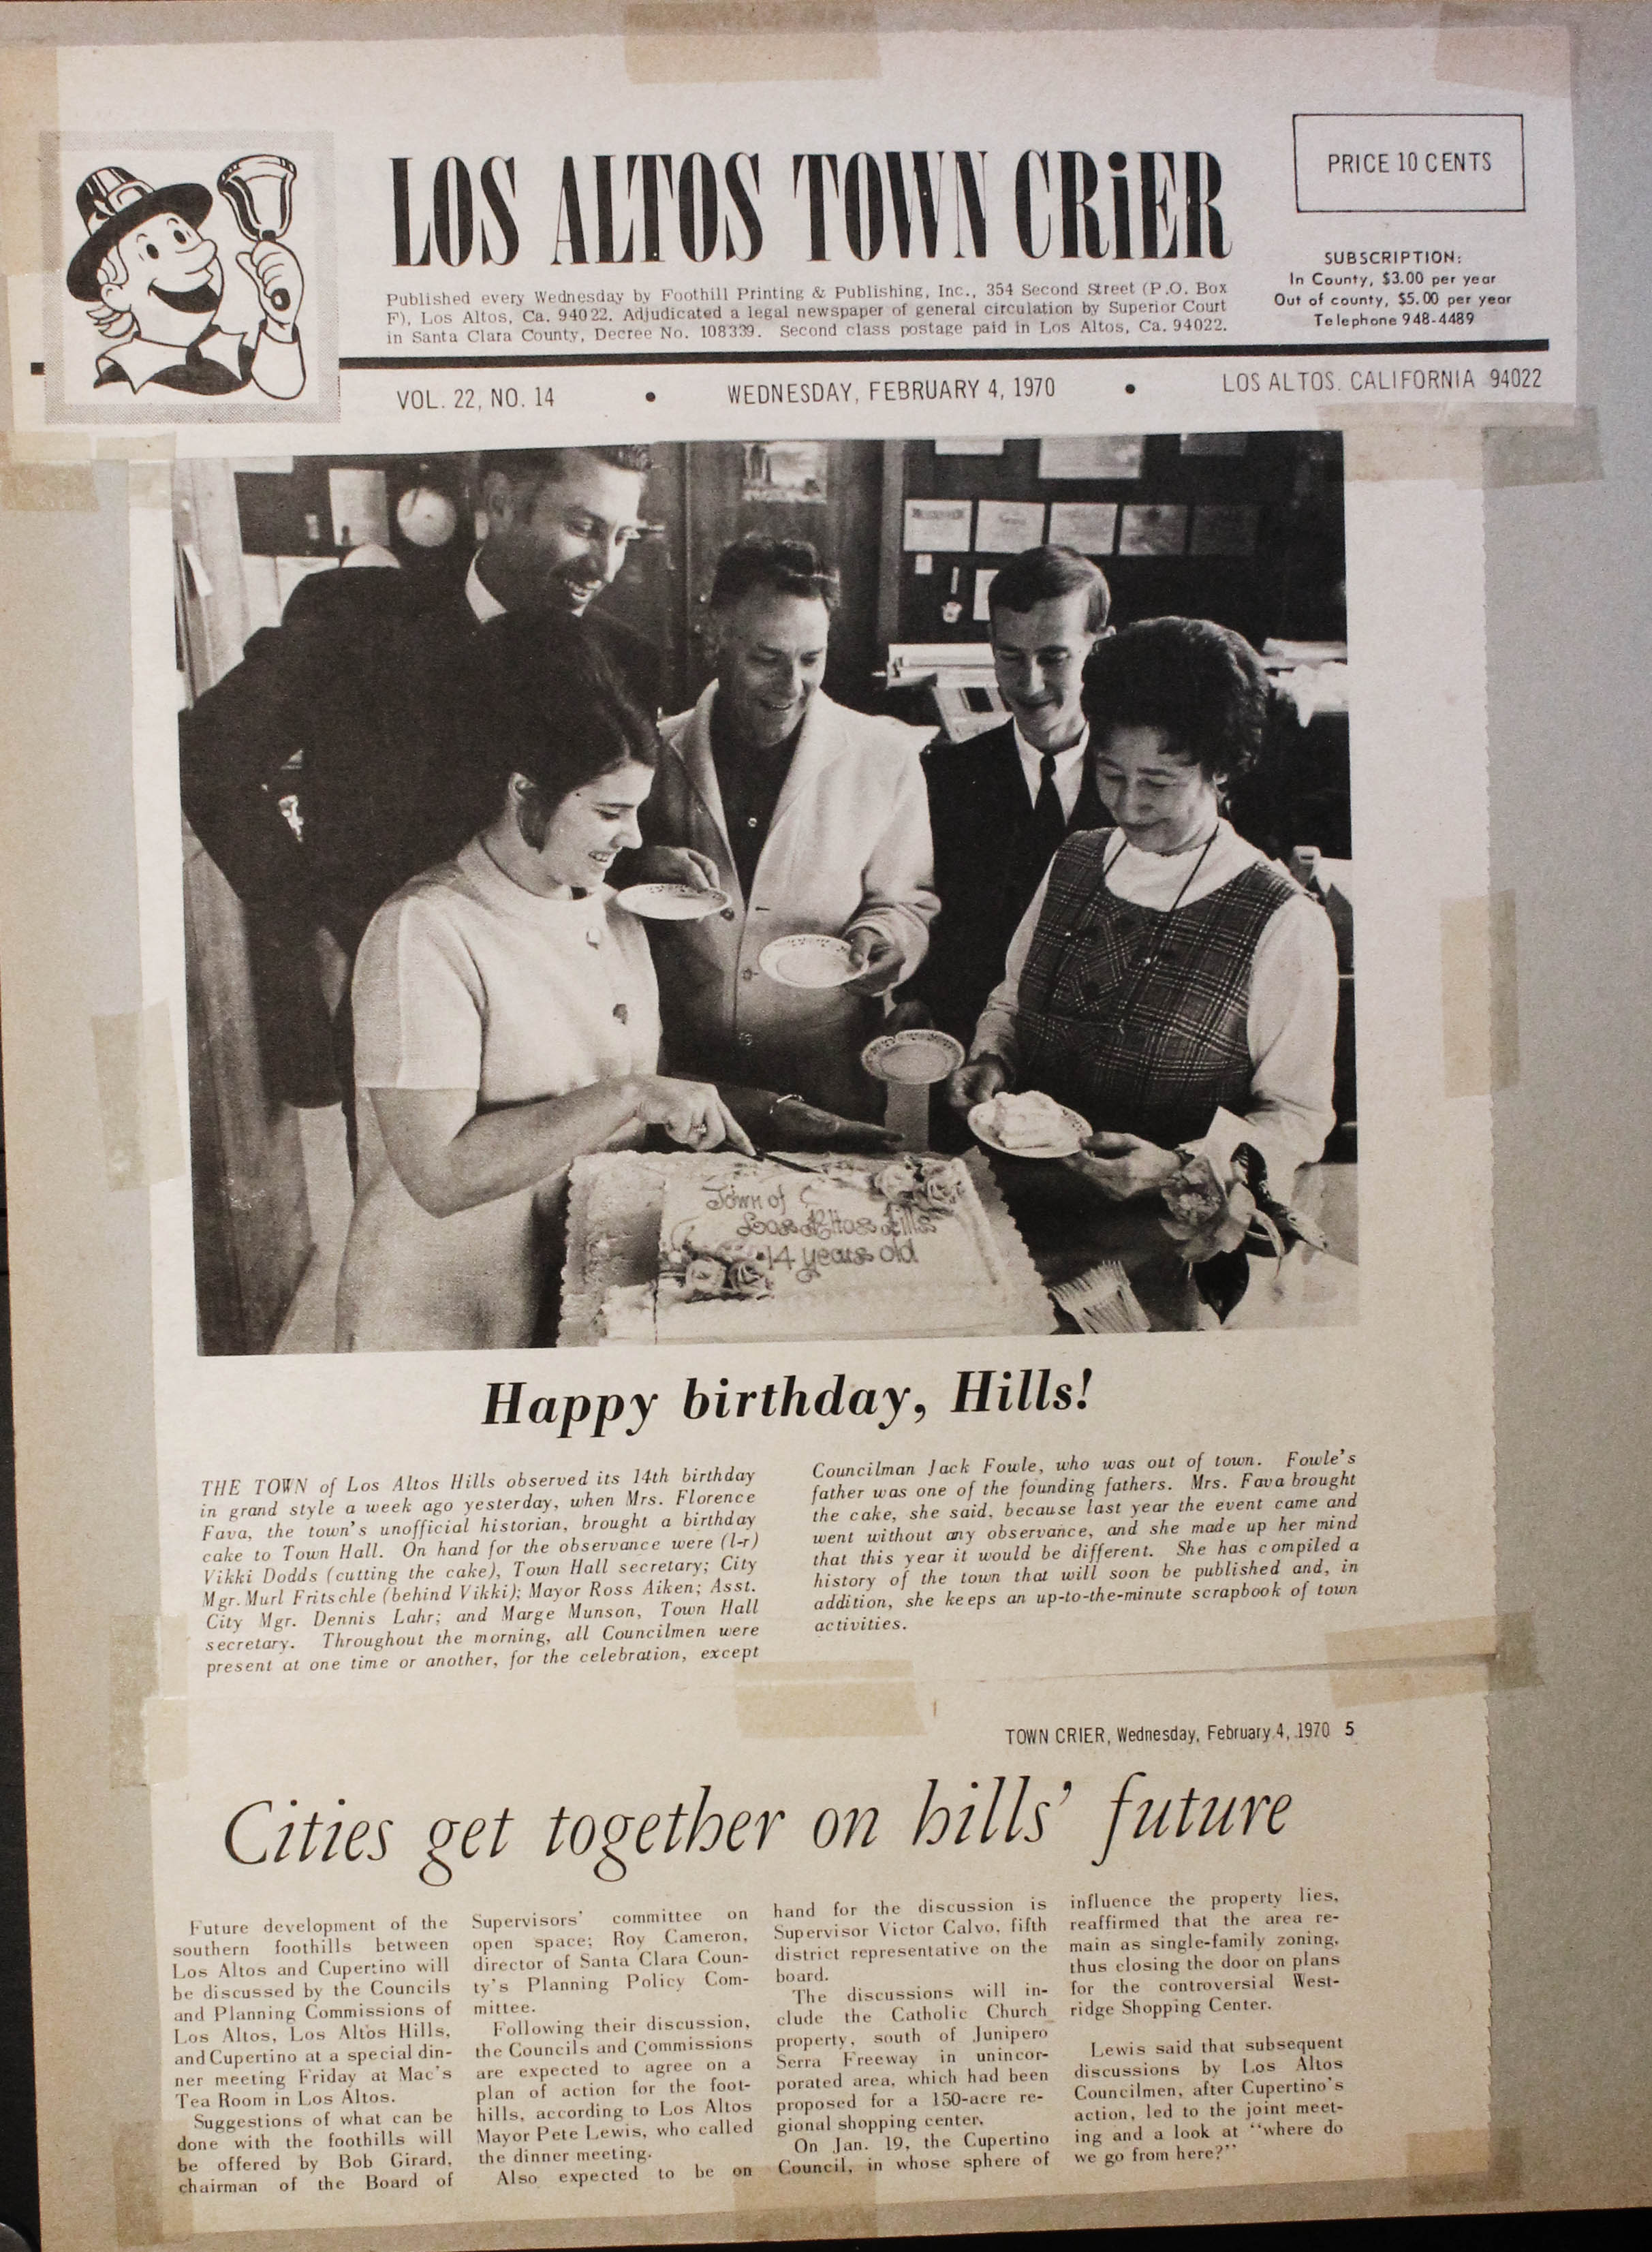 LOS ALTOS TOWN CRiER
PRICE 10 CENTS
Published every Wednesday by Foothill Printing & Publishing, Inc., 354 Second Street (P.O. Box
F), Los Altos, Ca. 94022. Adjudicated a legal newspaper of general circulation by Superior Court
in Santa Clara County, Decree No. 108339. Second class postage paid in Los Altos, Ca. 94022.
SUBSCRIPTION:
In County, $3.00 per year
Out of county, $5.00 per year
Telephone 948-4489
VOL. 22, NO. 14 • WEDNESDAY, FEBRUARY 4, 1970 • LOS ALTOS, CALIFORNIA 94022
Town of
Los Altos Hills
14 years old
Happy birthday, Hills!
THE TOWN of Los Altos Hills observed its 14th birthday
in grand style a week ago yesterday, when Mrs. Florence
Fava, the town's unofficial historian, brought a birthday
cake to Town Hall. On hand for the observance were (l-r)
Vikki Dodds (cutting the cake), Town Hall secretary; City
Mgr. Murl Fritschle (behind Vikki); Mayor Ross Aiken; Asst.
City Mgr. Dennis Lahr; and Marge Munson, Town Hall
secretary. Throughout the morning, all Councilmen were
present at one time or another, for the celebration, except
Councilman Jack Fowle, who was out of town. Fowle's
father was one of the founding fathers. Mrs. Fava brought
the cake, she said, because last year the event came and
went without any observance, and she made up her mind
that this year it would be different. She has compiled a
history of the town that will soon be published and, in
addition, she keeps an up-to-the-minute scrapbook of town
activities.
TOWN CRIER, Wednesday, February 4, 1970 5
Cities get together on hills' future
Future development of the
southern foothills between
Los Altos and Cupertino will
be discussed by the Councils
and Planning Commissions of
Los Altos, Los Altos Hills,
and Cupertino at a special din-
ner meeting Friday at Mac's
Tea Room in Los Altos.
Suggestions of what can be
done with the foothills will
be offered by Bob Girard,
chairman of the Board of
Supervisors' committee on
open space; Roy Cameron,
director of Santa Clara Coun-
ty's Planning Policy Com-
mittee.
Following their discussion,
the Councils and Commissions
are expected to agree on a
plan of action for the foot-
hills, according to Los Altos
Mayor Pete Lewis, who called
the dinner meeting.
Also expected to be on
hand for the discussion is
Supervisor Victor Calvo, fifth
district representative on the
board.
The discussions will in-
clude the Catholic Church
property, south of Junipero
Serra Freeway in unincor-
porated area, which had been
proposed for a 150-acre re-
gional shopping center.
On Jan. 19, the Cupertino
Council, in whose sphere of
influence the property lies,
reaffirmed that the area re-
main as single-family zoning,
thus closing the door on plans
for the controversial West-
ridge Shopping Center.
Lewis said that subsequent
discussions by Los Altos
Councilmen, after Cupertino's
action, led to the joint meet-
ing and a look at "where do
we go from here?"